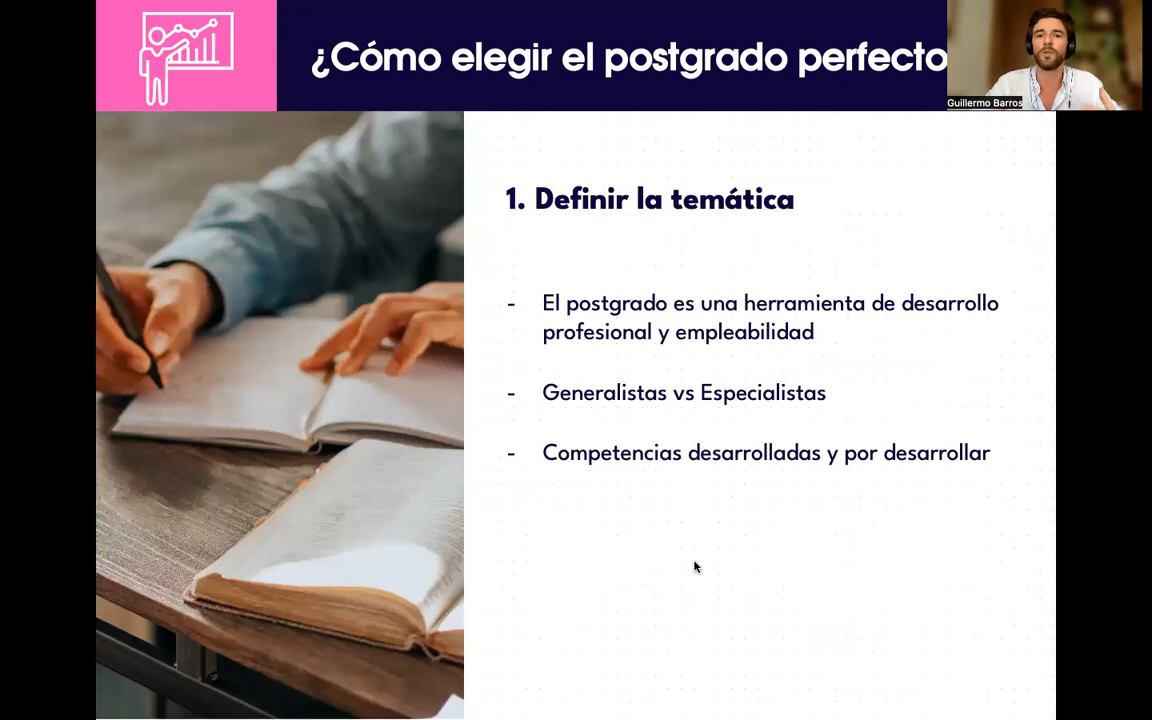 ¿Cómo elegir el postgrado perfecto
Guillermo Barros
1. Definir la temática
- El postgrado es una herramienta de desarrollo
profesional y empleabilidad
- Generalistas vs Especialistas
- Competencias desarrolladas y por desarrollar